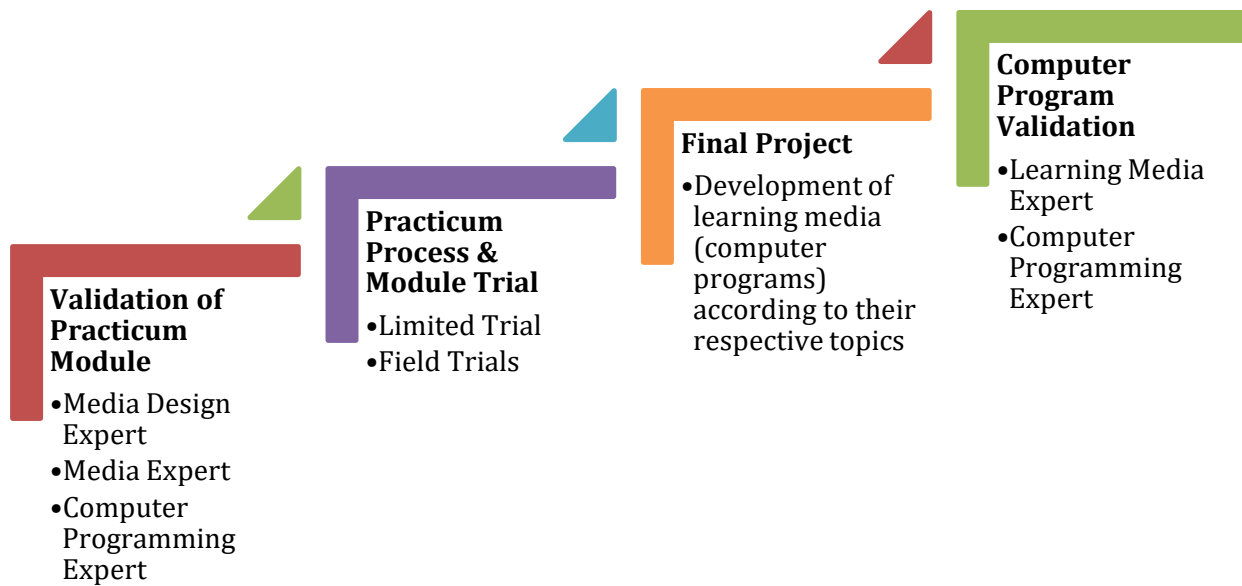 Validation of
Practicum
Module
•Media Design
Expert
•Media Expert
•Computer
Programming
Expert
Practicum
Process &
Module Trial
•Limited Trial
•Field Trials
Final Project
•Development of
learning media
(computer
programs)
according to their
respective topics
Computer
Program
Validation
•Learning Media
Expert
•Computer
Programming
Expert